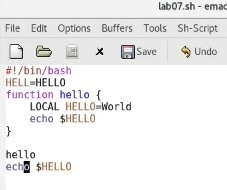 lab07.sh - emac
File Edit Options Buffers Tools Sh-Script
Save Undo
#!/bin/bash
HELL=HELLO
function hello {
LOCAL HELLO=World
echo $HELLO
}
hello
echo $HELLO